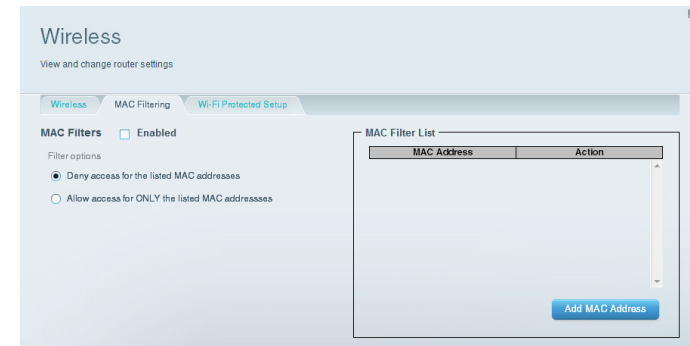 Wireless
View and change router settings
Wireless MAC Filtering Wi-Fi Protected Setup
MAC Filters Enabled
Filter options
Deny access for the listed MAC addresses
Allow access for ONLY the listed MAC addressses
MAC Filter List
MAC Address Action
Add MAC Address